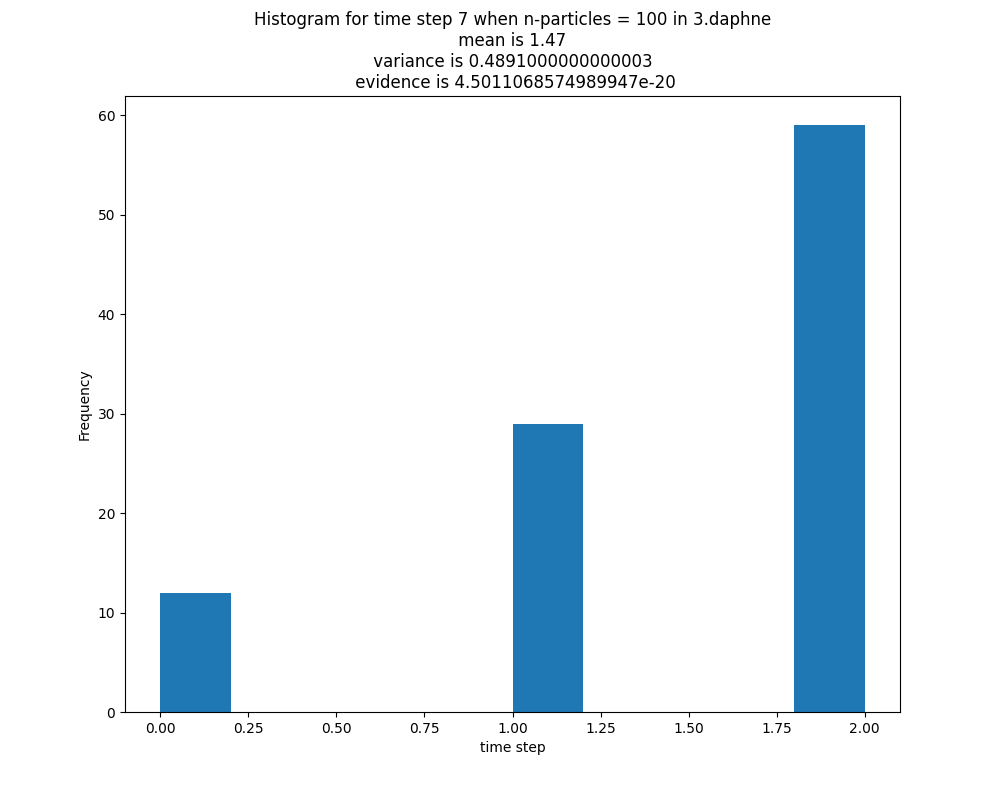 Histogram for time step 7 when n-particles = 100 in 3.daphne
mean is 1.47
variance is 0.4891000000000003
evidence is 4.5011068574989947e-20
60
50
40
30
20
10
0
Frequency
0.00 0.25 0.50 0.75 1.00 1.25 1.50 1.75 2.00
time step